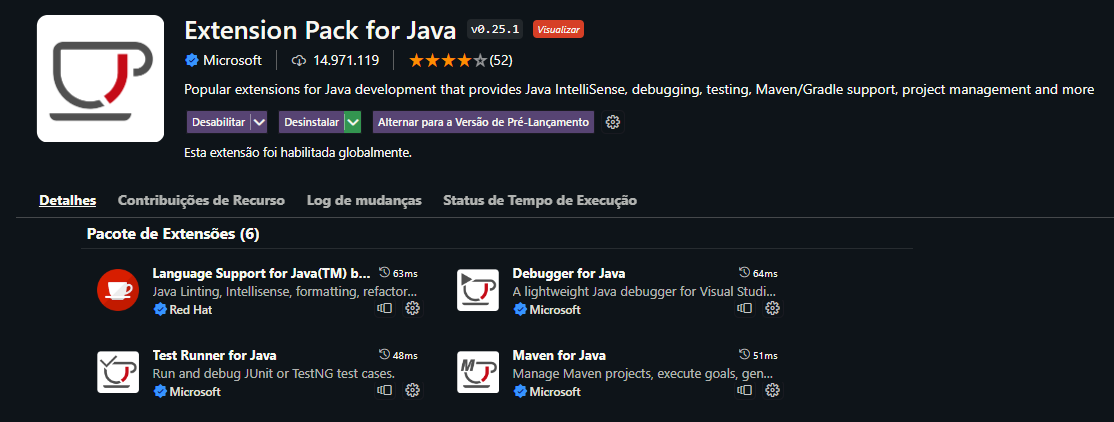 Extension Pack for Java v0.25.1 Visualizar
Microsoft 14.971.119 (52)
Popular extensions for Java development that provides Java IntelliSense, debugging, testing, Maven/Gradle support, project management and more
Desabilitar Desinstalar Alternar para a Versão de Pré-Lançamento
Esta extensão foi habilitada globalmente.
Detalhes Contribuições de Recurso Log de mudanças Status de Tempo de Execução
Pacote de Extensões (6)
Language Support for Java(TM) b... 63ms
Java Linting, Intellisense, formatting, refactor...
Red Hat
Debugger for Java 64ms
A lightweight Java debugger for Visual Studi...
Microsoft
Test Runner for Java 48ms
Run and debug JUnit or TestNG test cases.
Microsoft
M
Maven for Java 51ms
Manage Maven projects, execute goals, gen...
Microsoft